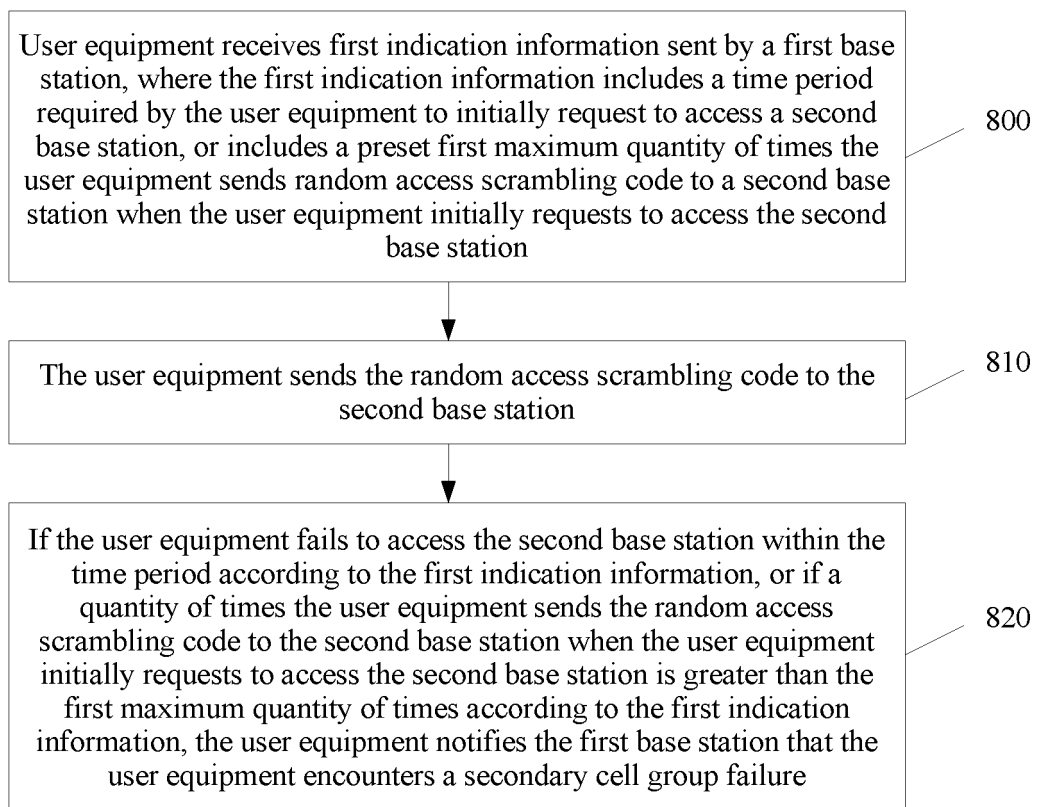 User equipment receives first indication information sent by a first base
station, where the first indication information includes a time period
required by the user equipment to initially request to access a second
base station, or includes a preset first maximum quantity of times the
user equipment sends random access scrambling code to a second base
station when the user equipment initially requests to access the second
base station
800
The user equipment sends the random access scrambling code to the
second base station
810
If the user equipment fails to access the second base station within the
time period according to the first indication information, or if a
quantity of times the user equipment sends the random access
scrambling code to the second base station when the user equipment
initially requests to access the second base station is greater than the
first maximum quantity of times according to the first indication
information, the user equipment notifies the first base station that the
user equipment encounters a secondary cell group failure
820